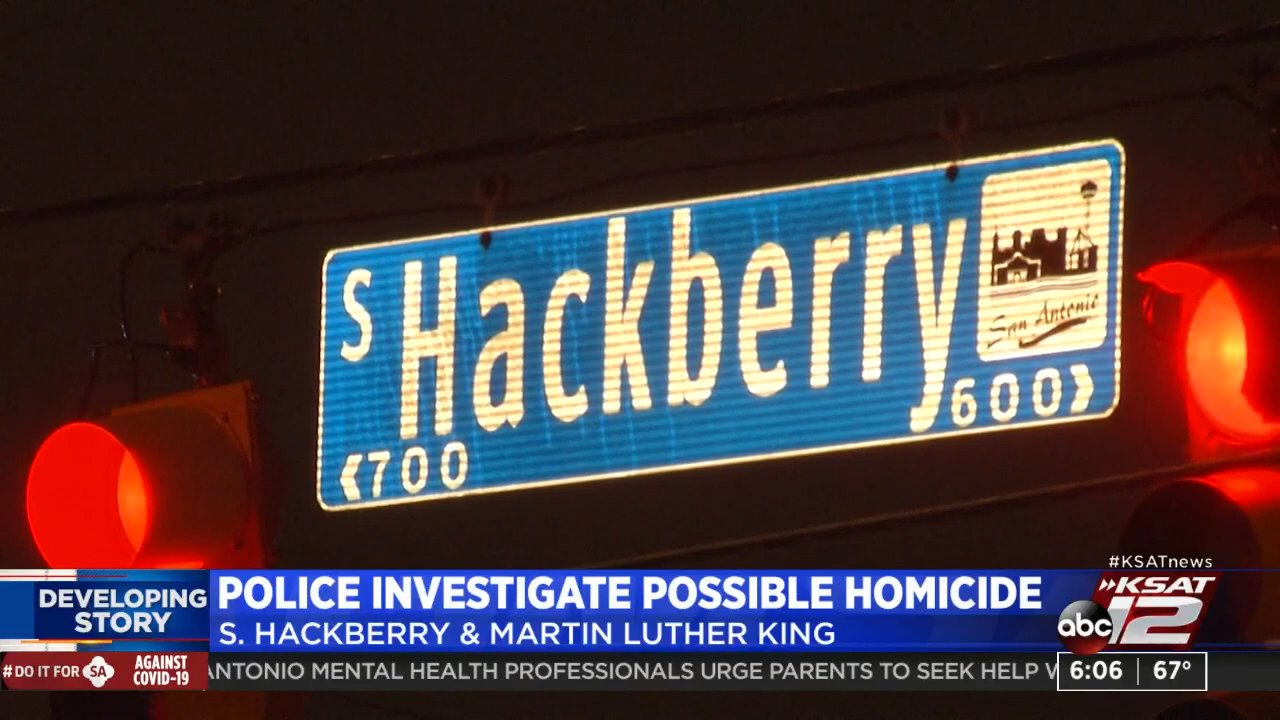 S Hackberry
San Antonio
<700
600>
#KSATnews
DEVELOPING
STORY
POLICE INVESTIGATE POSSIBLE HOMICIDE
S. HACKBERRY & MARTIN LUTHER KING
»KSAT
abc 12
#DO IT FOR SA
AGAINST
COVID-19
ANTONIO MENTAL HEALTH PROFESSIONALS URGE PARENTS TO SEEK HELP W
6:06 67°